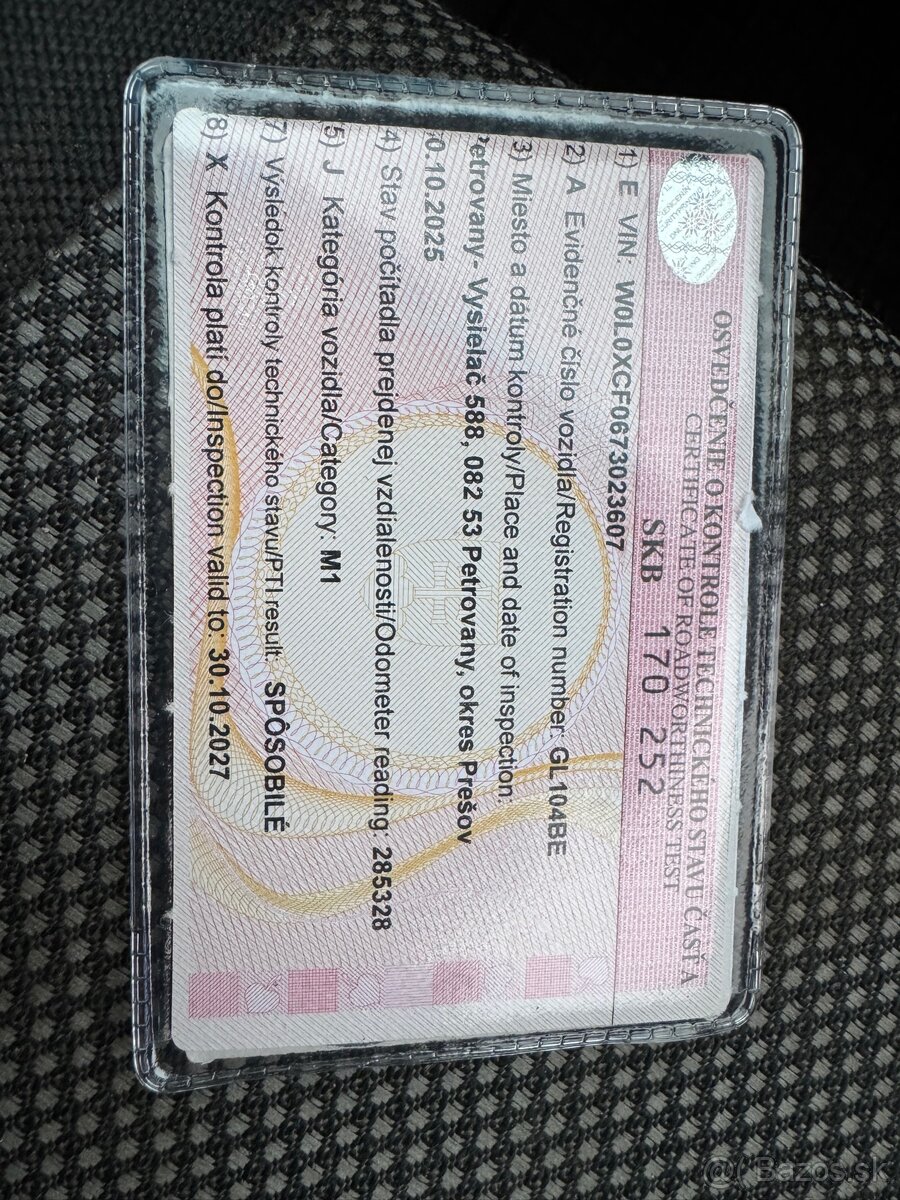 OSVEDČENIE O KONTROLE TECHNICKÉHO STAVU ČASŤ A
CERTIFICATE OF ROADWORTHINESS TEST
SKB 170 252
1) E VIN: W0L0XCF0673023607
2) A Evidenčné číslo vozidla/Registration number: GL104BE
3) Miesto a dátum kontroly/Place and date of inspection:
Petrovany- Vysielač 588, 082 53 Petrovany, okres Prešov
30.10.2025
4) Stav počítadla prejdenej vzdialenosti/Odometer reading: 285328
5) J Kategória vozidla/Category: M1
7) Výsledok kontroly technického stavu/PTI result: SPÔSOBILÉ
8) X Kontrola platí do/Inspection valid to: 30.10.2027
@ Bazos.sk